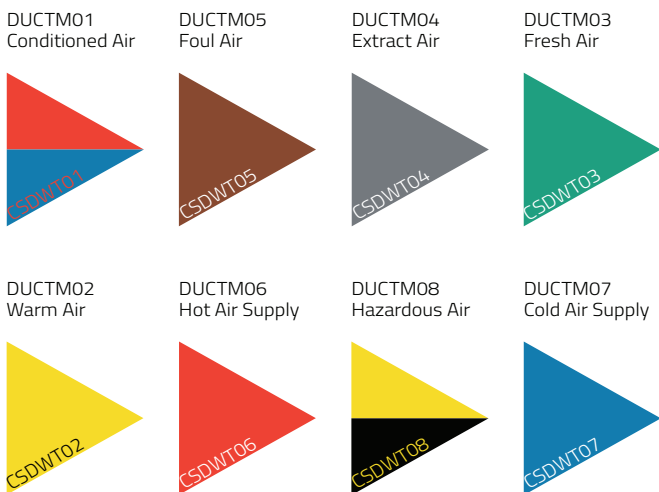 DUCTM01
Conditioned Air
CSDWT01
DUCTM05
Foul Air
CSDWT05
DUCTM04
Extract Air
CSDWT04
DUCTM03
Fresh Air
CSDWT03
DUCTM02
Warm Air
CSDWT02
DUCTM06
Hot Air Supply
CSDWT06
DUCTM08
Hazardous Air
CSDWT08
DUCTM07
Cold Air Supply
CSDWT07